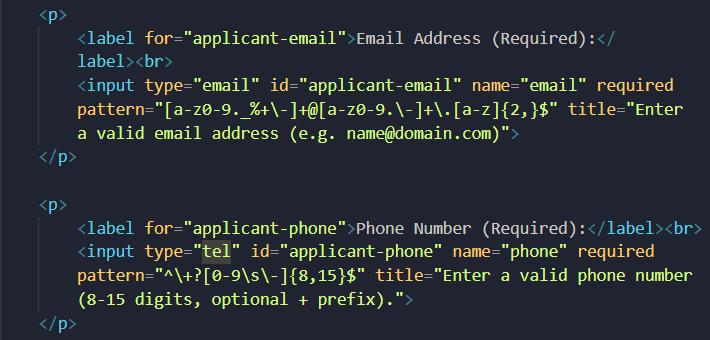 <p>
<label for="applicant-email">Email Address (Required):</
label><br>
<input type="email" id="applicant-email" name="email" required
pattern="[a-z0-9._%+\-]+@[a-z0-9.\-]+\.[a-z]{2,}$" title="Enter
a valid email address (e.g. name@domain.com)">
</p>
<p>
<label for="applicant-phone">Phone Number (Required):</label><br>
<input type="tel" id="applicant-phone" name="phone" required
pattern="^\+?[0-9\s\-]{8,15}$" title="Enter a valid phone number
(8-15 digits, optional + prefix).">
</p>